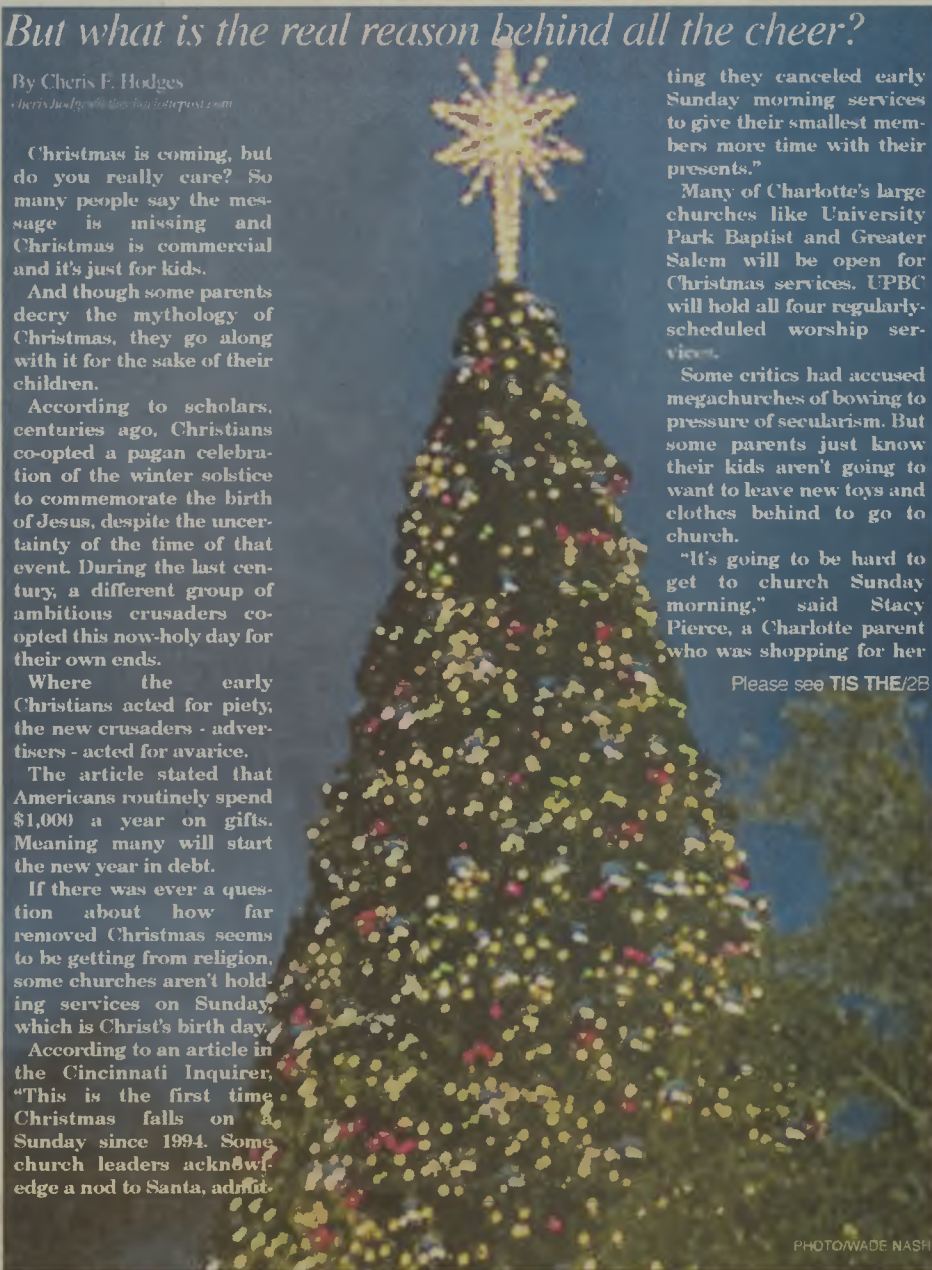 But what is the real reason behind all the cheer?
By Cheris F. Hodges
Christmas is coming, but
do you really care? So
many people say the mes-
sage is missing and
Christmas is commercial
and it's just for kids.
And though some parents
decry the mythology of
Christmas, they go along
with it for the sake of their
children.
According to scholars,
centuries ago, Christians
co-opted a pagan celebra-
tion of the winter solstice
to commemorate the birth
of Jesus, despite the uncer-
tainty of the time of that
event. During the last cen-
tury, a different group of
ambitious crusaders co-
opted this now-holy day for
their own ends.
Where the early
Christians acted for piety,
the new crusaders - adver-
tisers - acted for avarice.
The article stated that
Americans routinely spend
$1,000 a year on gifts.
Meaning many will start
the new year in debt.
If there was ever a ques-
tion about how far
removed Christmas seems
to be getting from religion,
some churches aren't hold-
ing services on Sunday,
which is Christ's birth day.
According to an article in
the Cincinnati Inquirer,
"This is the first time
Christmas falls on a
Sunday since 1994. Some
church leaders acknowl-
edge a nod to Santa, admit-
ting they canceled early
Sunday morning services
to give their smallest mem-
bers more time with their
presents."
Many of Charlotte's large
churches like University
Park Baptist and Greater
Salem will be open for
Christmas services. UPBC
will hold all four regularly-
scheduled worship ser-
vices.
Some critics had accused
megachurches of bowing to
pressure of secularism. But
some parents just know
their kids aren't going to
want to leave new toys and
clothes behind to go to
church.
"It's going to be hard to
get to church Sunday
morning," said Stacy
Pierce, a Charlotte parent
who was shopping for her
Please see TIS THE/2B
PHOTO/WADE NASH